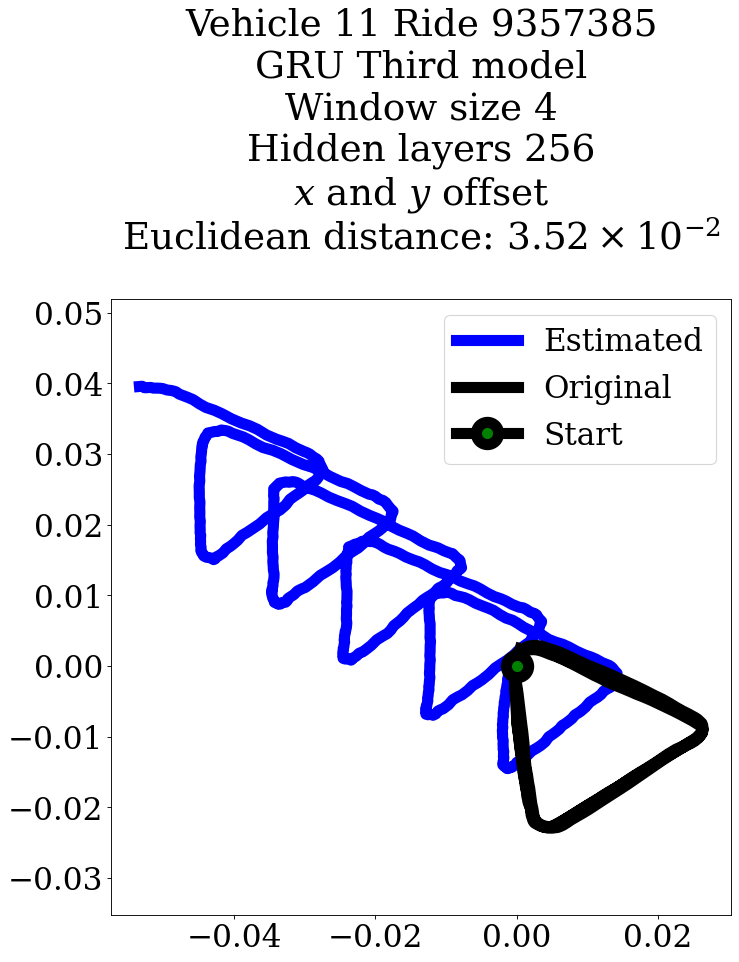 Vehicle 11 Ride 9357385
GRU Third model
Window size 4
Hidden layers 256
x and y offset
Euclidean distance: 3.52 × 10⁻²
0.05
0.04
0.03
0.02
0.01
0.00
−0.01
−0.02
−0.03
Estimated
Original
Start
−0.04 −0.02 0.00 0.02